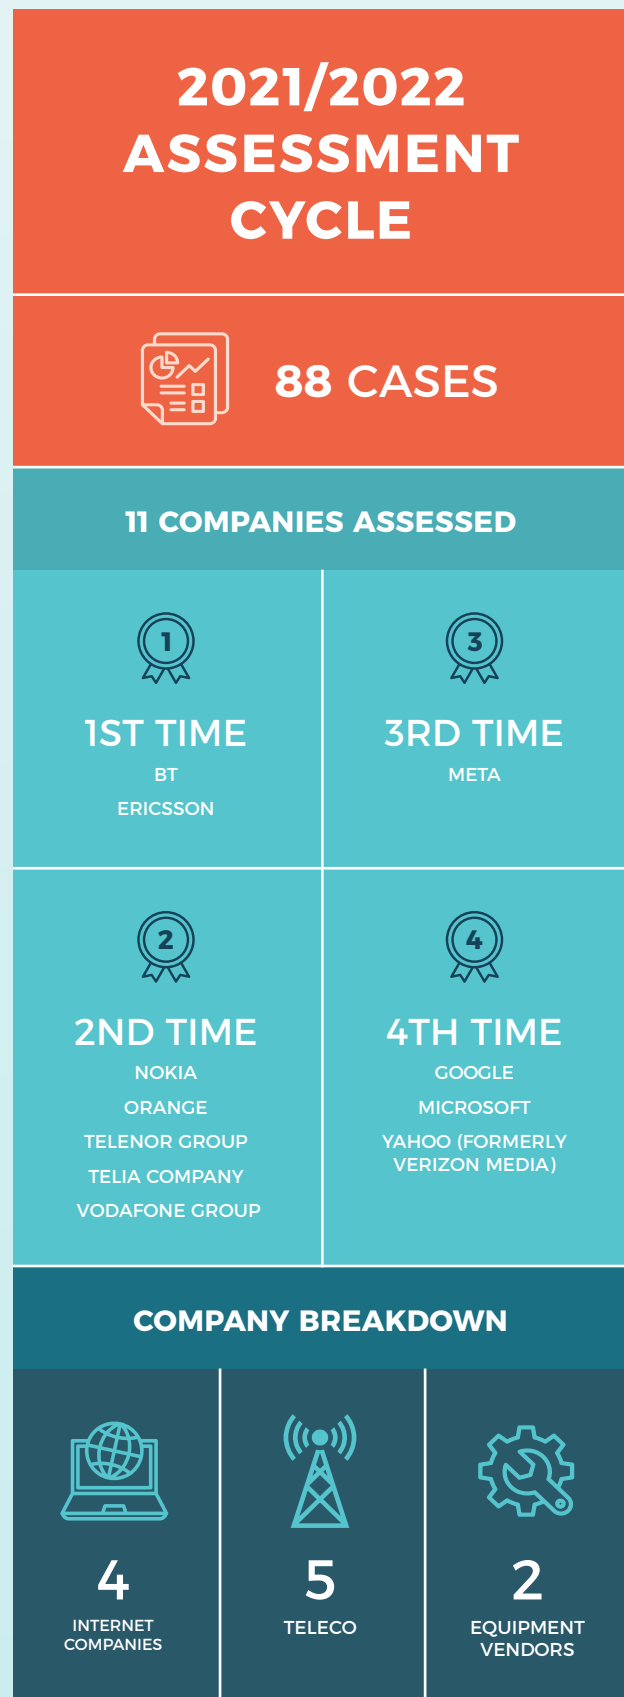 2021/2022
ASSESSMENT
CYCLE
88 CASES
11 COMPANIES ASSESSED
1
1ST TIME
BT
ERICSSON
3
3RD TIME
META
2
2ND TIME
NOKIA
ORANGE
TELENOR GROUP
TELIA COMPANY
VODAFONE GROUP
4
4TH TIME
GOOGLE
MICROSOFT
YAHOO (FORMERLY
VERIZON MEDIA)
COMPANY BREAKDOWN
4
INTERNET
COMPANIES
5
TELECO
2
EQUIPMENT
VENDORS